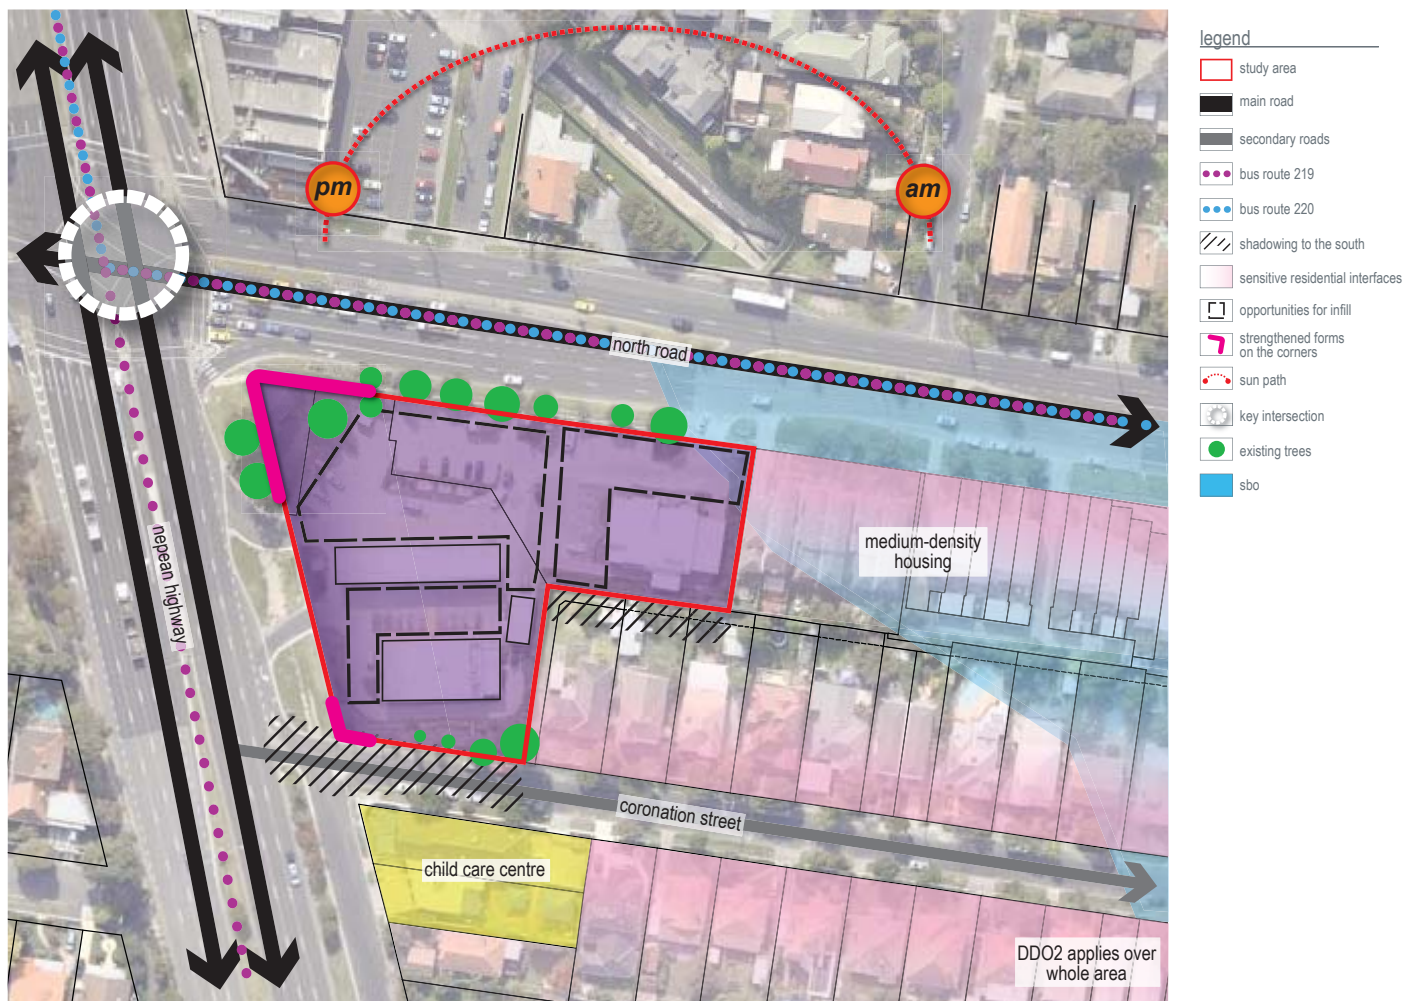 pm
am
north road
nepean highway
medium-density
housing
coronation street
child care centre
DDO2 applies over
whole area
legend
study area
main road
secondary roads
bus route 219
bus route 220
shadowing to the south
sensitive residential interfaces
opportunities for infill
strengthened forms
on the corners
sun path
key intersection
existing trees
sbo